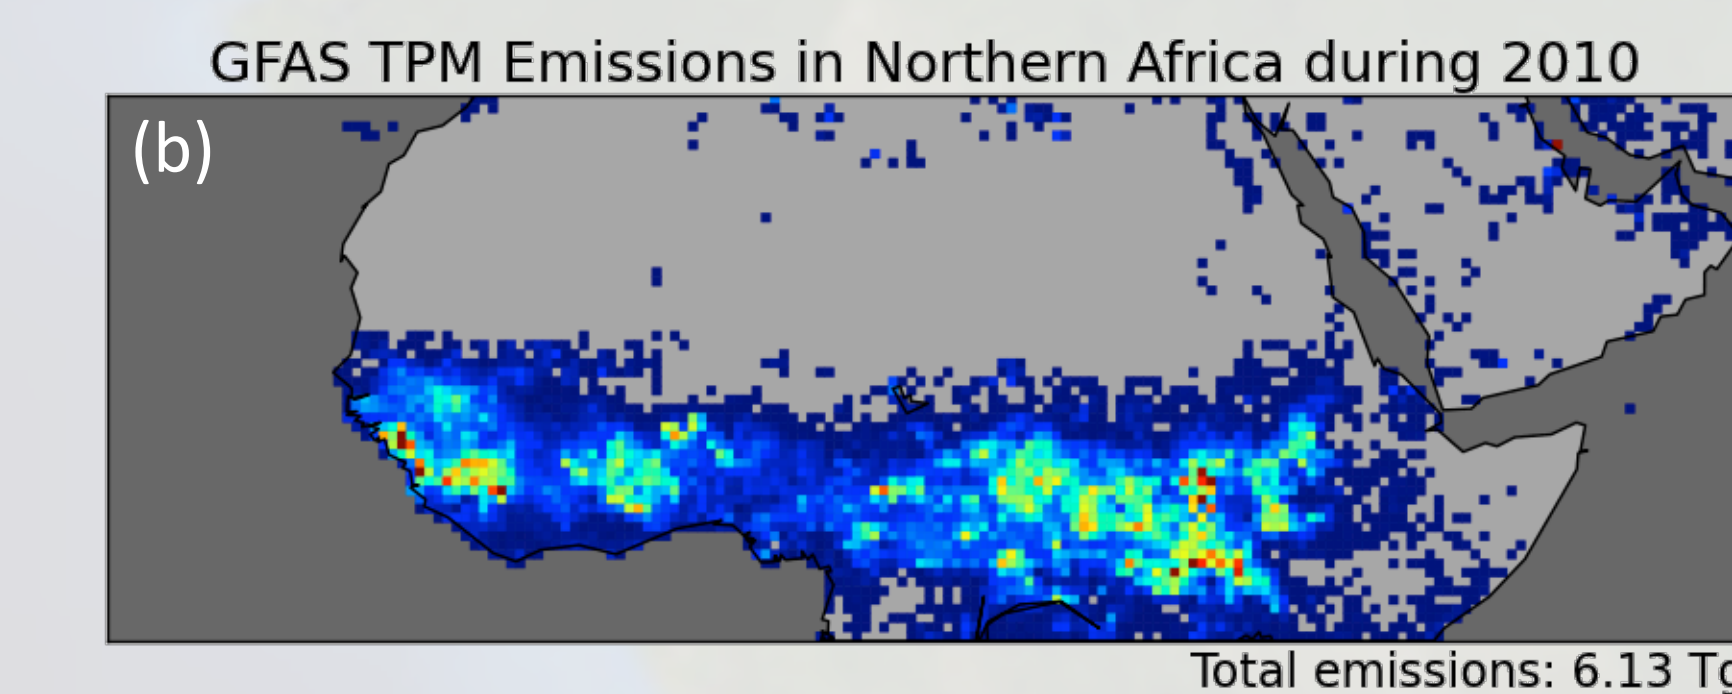 GFAS TPM Emissions in Northern Africa during 2010
(b)
Total emissions: 6.13